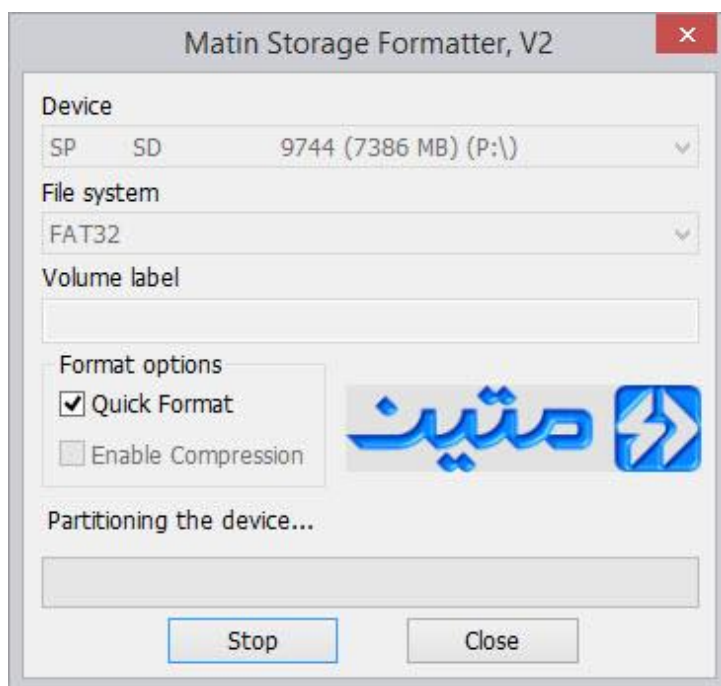 Matin Storage Formatter, V2
Device
SP SD 9744 (7386 MB) (P:\)
File system
FAT32
Volume label
Format options
Quick Format
Enable Compression
متین
Partitioning the device...
Stop Close